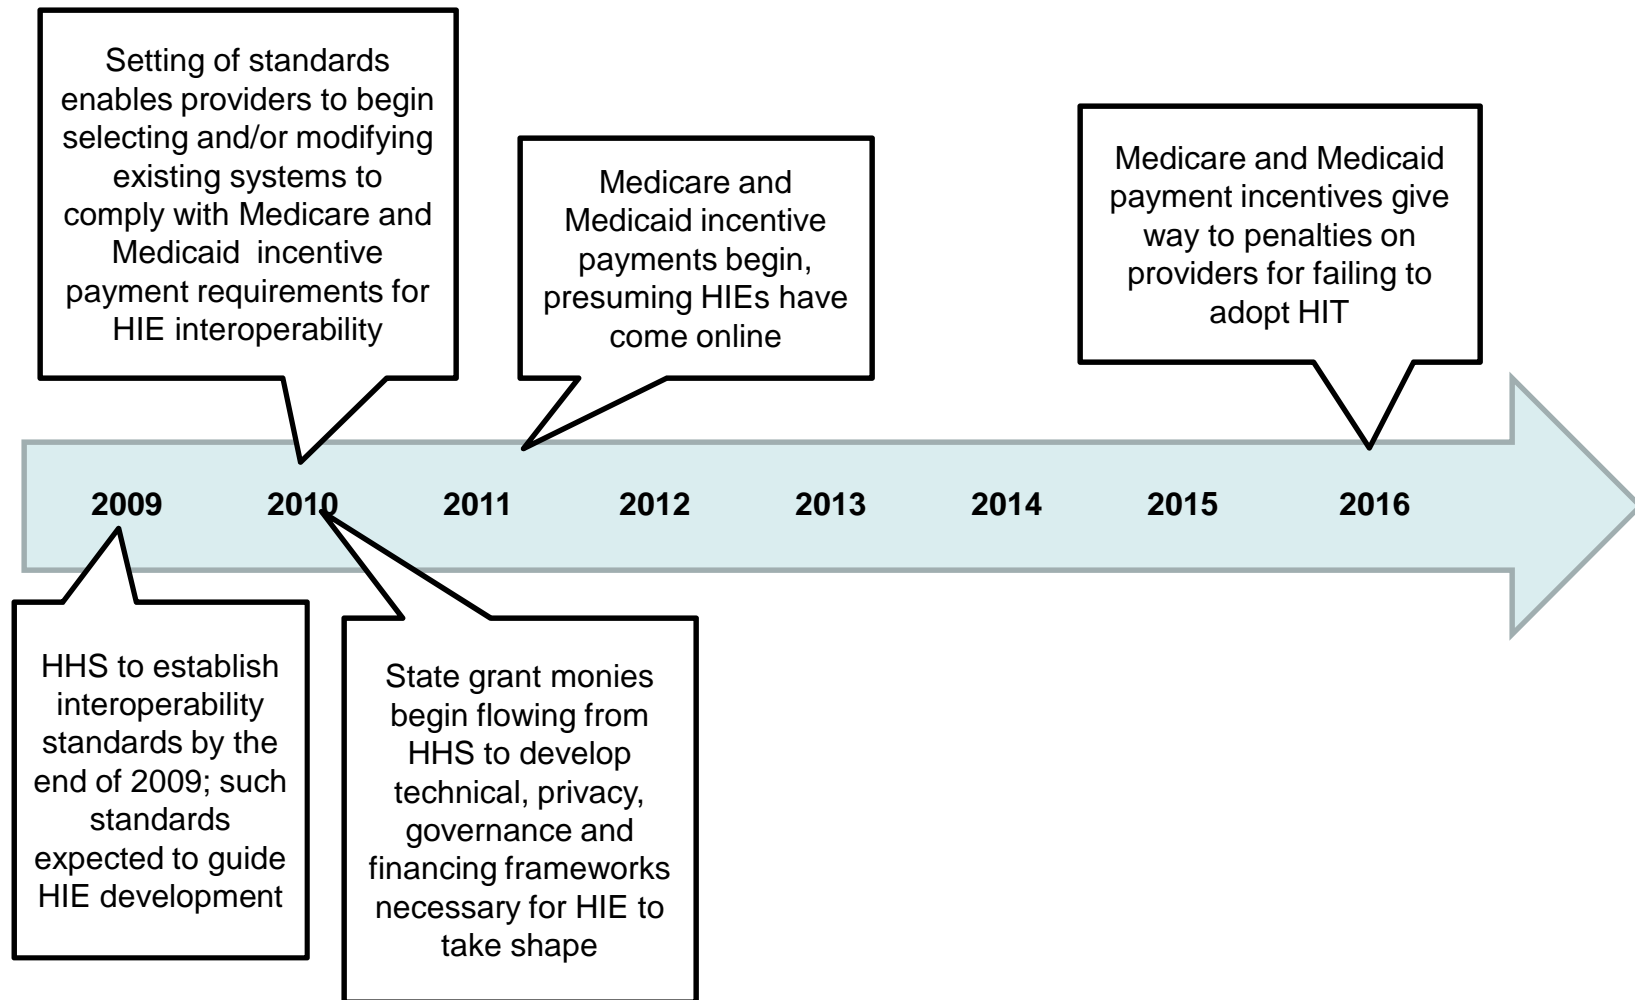 Setting of standards
enables providers to begin
selecting and/or modifying
existing systems to
comply with Medicare and
Medicaid  incentive
payment requirements for
HIE interoperability
Medicare and
Medicaid incentive
payments begin,
presuming HIEs have
come online
Medicare and Medicaid
payment incentives give
way to penalties on
providers for failing to
adopt HIT
2009 2010 2011 2012 2013 2014 2015 2016
HHS to establish
interoperability
standards by the
end of 2009; such
standards
expected to guide
HIE development
State grant monies
begin flowing from
HHS to develop
technical, privacy,
governance and
financing frameworks
necessary for HIE to
take shape